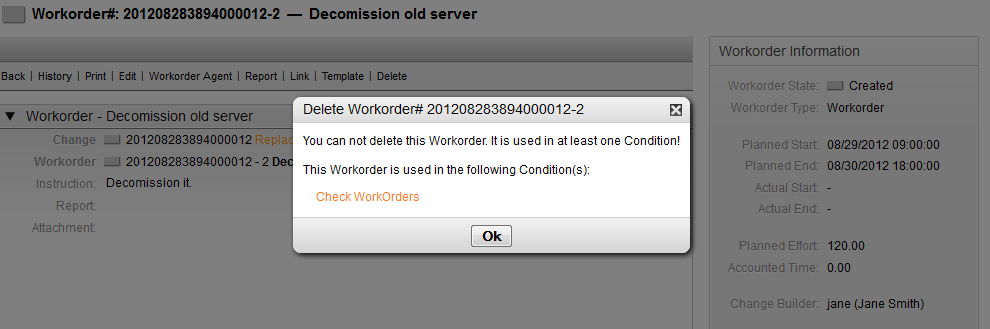 Workorder#: 201208283894000012-2 — Decomission old server
Back | History | Print | Edit | Workorder Agent | Report | Link | Template | Delete
Workorder - Decomission old server
Change 201208283894000012 Replac
Workorder 201208283894000012 - 2 Dec
Instruction: Decomission it.
Report:
Attachment:
Delete Workorder# 201208283894000012-2
You can not delete this Workorder. It is used in at least one Condition!
This Workorder is used in the following Condition(s):
Check WorkOrders
Ok
Workorder Information
Workorder State: Created
Workorder Type: Workorder
Planned Start: 08/29/2012 09:00:00
Planned End: 08/30/2012 18:00:00
Actual Start: -
Actual End: -
Planned Effort: 120.00
Accounted Time: 0.00
Change Builder: jane (Jane Smith)